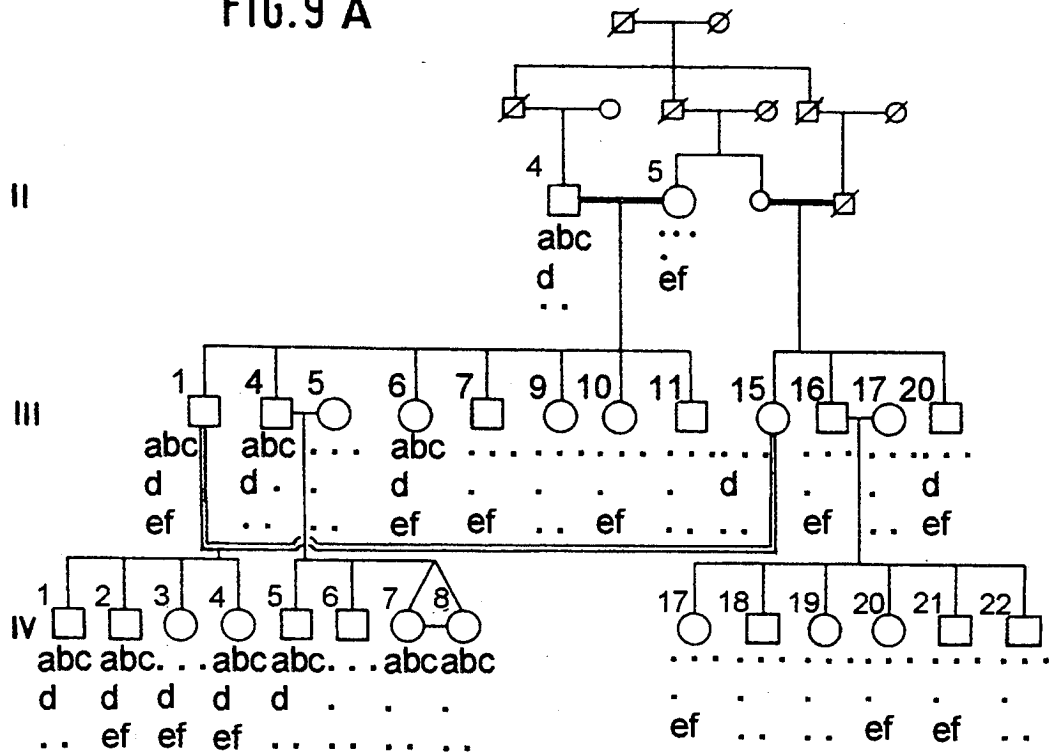 FIG.9 A
4 5
II
abc . . .
d .
. . ef
1 4 5 6 7 9 10 11 15 16 17 20
III
abc abc . . . abc . . . . . . . . . . . . . . . . . . . . . . . . . . .
d d . . d . . . . d . . d
ef . . . . ef ef . . ef . . . . ef . . ef
1 2 3 4 5 6 7 8 17 18 19 20 21 22
IV
abc abc . . . abc abc . . . abc abc . . . . . . . . . . . . . . . . . .
d d d d d . . . . . . . . .
. . ef ef ef . . . . . . . . ef . . . . ef ef . .